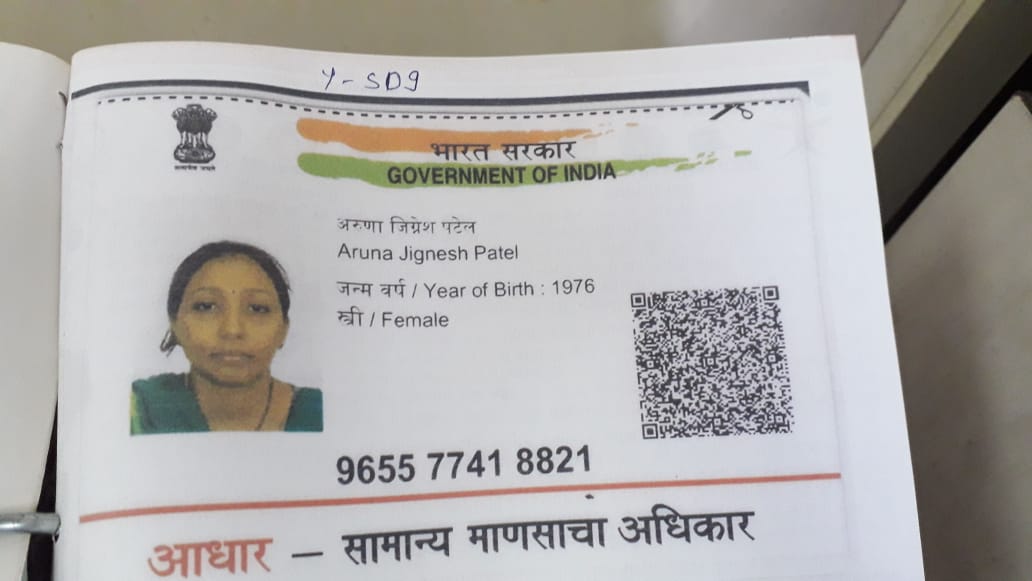 Y-SD9
सत्यमेव जयते
भारत सरकार
GOVERNMENT OF INDIA
अरुणा जिग्नेश पटेल
Aruna Jignesh Patel
जन्म वर्ष / Year of Birth : 1976
स्त्री / Female
9655 7741 8821
आधार – सामान्य माणसाचा अधिकार